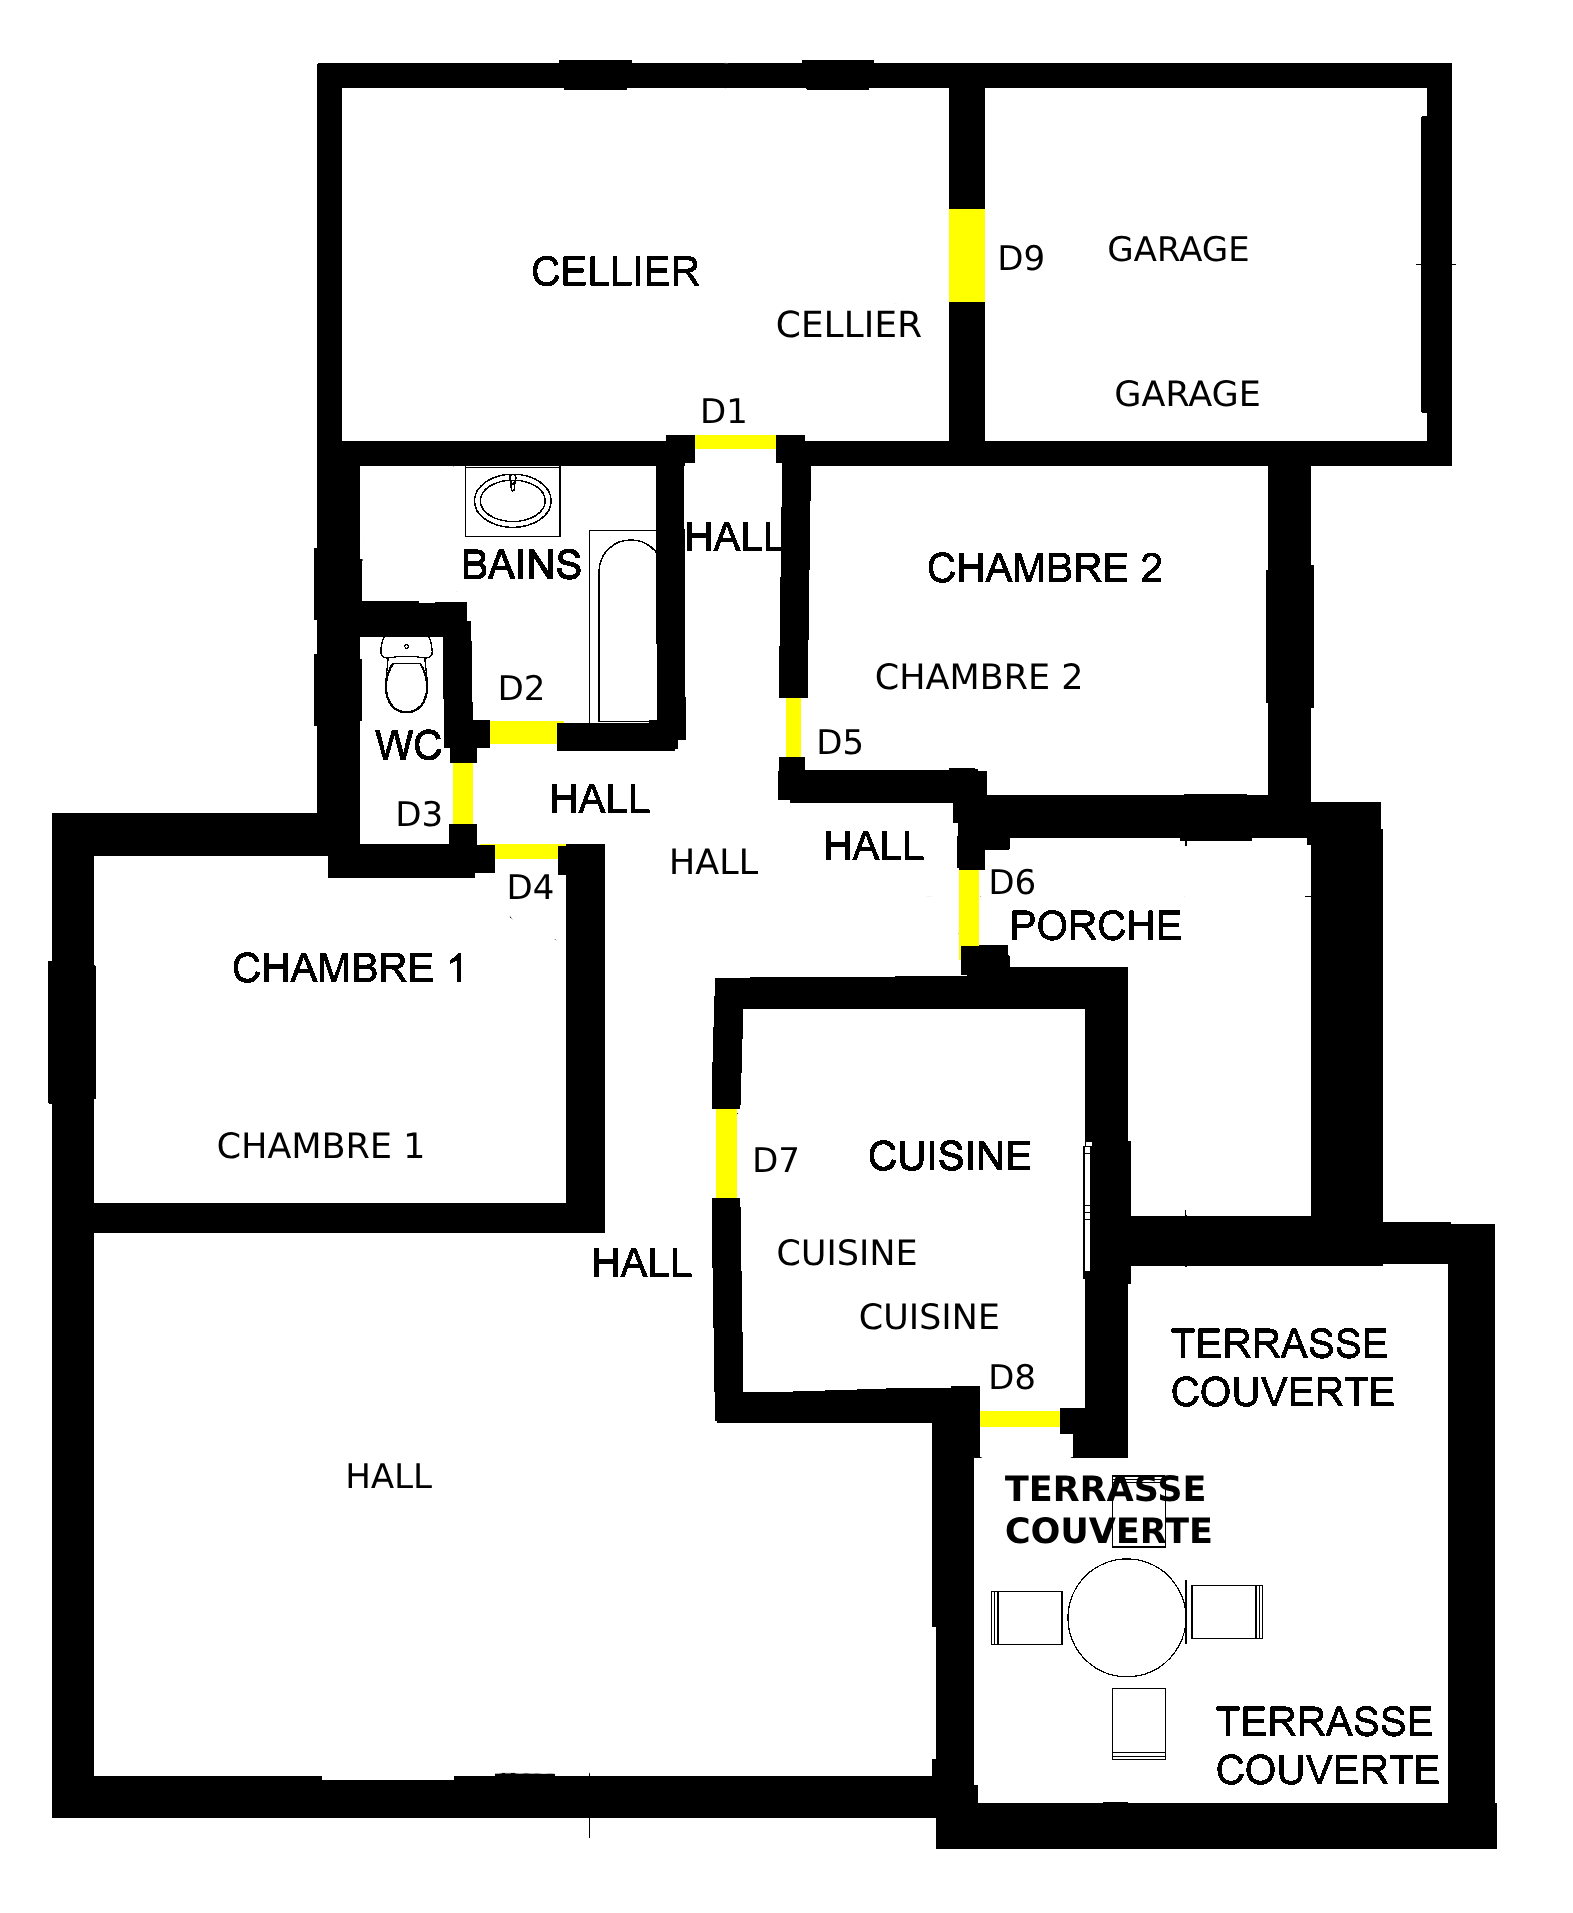 GARAGE
D9
CELLIER
CELLIER
GARAGE
D1
HALL
BAINS
CHAMBRE 2
CHAMBRE 2
D2
WC
D5
HALL
D3
HALL
HALL
D4
D6
PORCHE
CHAMBRE 1
CHAMBRE 1
D7
CUISINE
CUISINE
HALL
CUISINE
TERRASSE
COUVERTE
D8
HALL
TERRASSE
COUVERTE
TERRASSE
COUVERTE